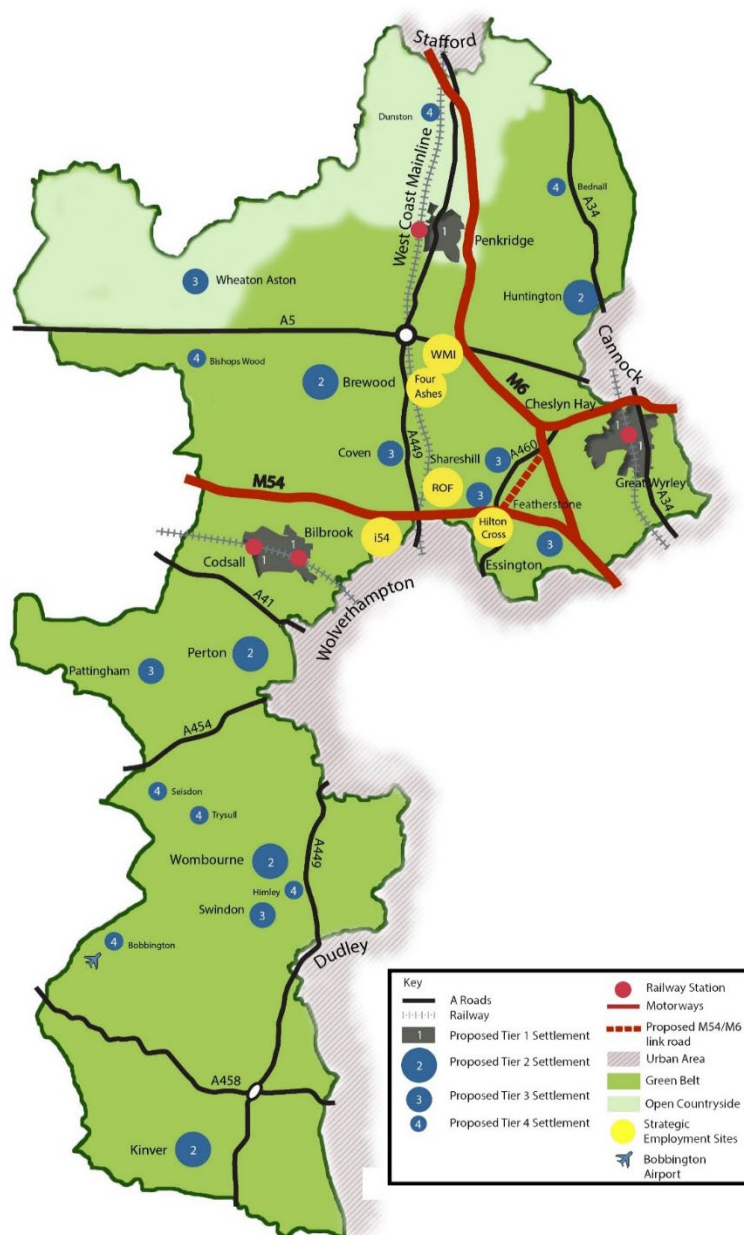 Stafford
4
Dunston
West Coast Mainline
4
Bednall
A34
1
Penkridge
3
Wheaton Aston
Huntington
2
A5
Cannock
4
Bishops Wood
WMI
2
Brewood
Four
Ashes
M6
Cheslyn Hay
A449
Coven
3
Shareshill
3
A460
1
1
M54
ROF
3
Great Wyrley
Featherstone
A34
Bilbrook
i54
Hilton
Cross
3
Essington
1
1
Codsall
A41
Wolverhampton
Perton
2
Pattingham
3
A454
4
Seisdon
4
Trysull
Wombourne
2
A449
Himley
4
Swindon
3
4
Bobbington
Dudley
A458
Kinver
2
Key
A Roads
Railway
1
Proposed Tier 1 Settlement
2
Proposed Tier 2 Settlement
3
Proposed Tier 3 Settlement
4
Proposed Tier 4 Settlement
Railway Station
Motorways
Proposed M54/M6
link road
Urban Area
Green Belt
Open Countryside
Strategic
Employment Sites
Bobbington
Airport